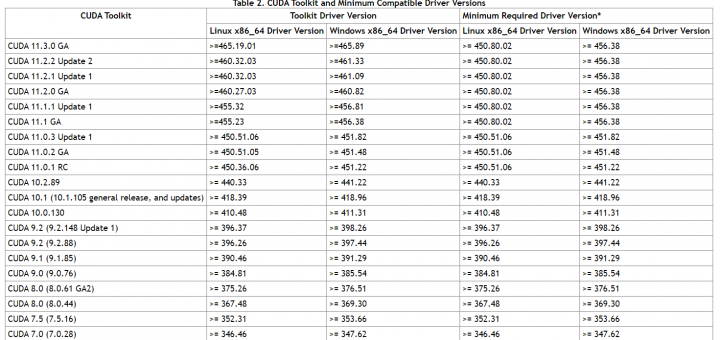 Table 2. CUDA Toolkit and Minimum Compatible Driver Versions
CUDA Toolkit Toolkit Driver Version Minimum Required Driver Version*
Linux x86_64 Driver Version Windows x86_64 Driver Version Linux x86_64 Driver Version Windows x86_64 Driver Version
CUDA 11.3.0 GA >=465.19.01 >=465.89 >= 450.80.02 >= 456.38
CUDA 11.2.2 Update 2 >=460.32.03 >=461.33 >= 450.80.02 >= 456.38
CUDA 11.2.1 Update 1 >=460.32.03 >=461.09 >= 450.80.02 >= 456.38
CUDA 11.2.0 GA >=460.27.03 >=460.82 >= 450.80.02 >= 456.38
CUDA 11.1.1 Update 1 >=455.32 >=456.81 >= 450.80.02 >= 456.38
CUDA 11.1 GA >=455.23 >=456.38 >= 450.80.02 >= 456.38
CUDA 11.0.3 Update 1 >= 450.51.06 >= 451.82 >= 450.51.06 >= 451.82
CUDA 11.0.2 GA >= 450.51.05 >= 451.48 >= 450.51.06 >= 451.48
CUDA 11.0.1 RC >= 450.36.06 >= 451.22 >= 450.51.06 >= 451.22
CUDA 10.2.89 >= 440.33 >= 441.22 >= 440.33 >= 441.22
CUDA 10.1 (10.1.105 general release, and updates) >= 418.39 >= 418.96 >= 418.39 >= 418.96
CUDA 10.0.130 >= 410.48 >= 411.31 >= 410.48 >= 411.31
CUDA 9.2 (9.2.148 Update 1) >= 396.37 >= 398.26 >= 396.37 >= 398.26
CUDA 9.2 (9.2.88) >= 396.26 >= 397.44 >= 396.26 >= 397.44
CUDA 9.1 (9.1.85) >= 390.46 >= 391.29 >= 390.46 >= 391.29
CUDA 9.0 (9.0.76) >= 384.81 >= 385.54 >= 384.81 >= 385.54
CUDA 8.0 (8.0.61 GA2) >= 375.26 >= 376.51 >= 375.26 >= 376.51
CUDA 8.0 (8.0.44) >= 367.48 >= 369.30 >= 367.48 >= 369.30
CUDA 7.5 (7.5.16) >= 352.31 >= 353.66 >= 352.31 >= 353.66
CUDA 7.0 (7.0.28) >= 346.46 >= 347.62 >= 346.46 >= 347.62